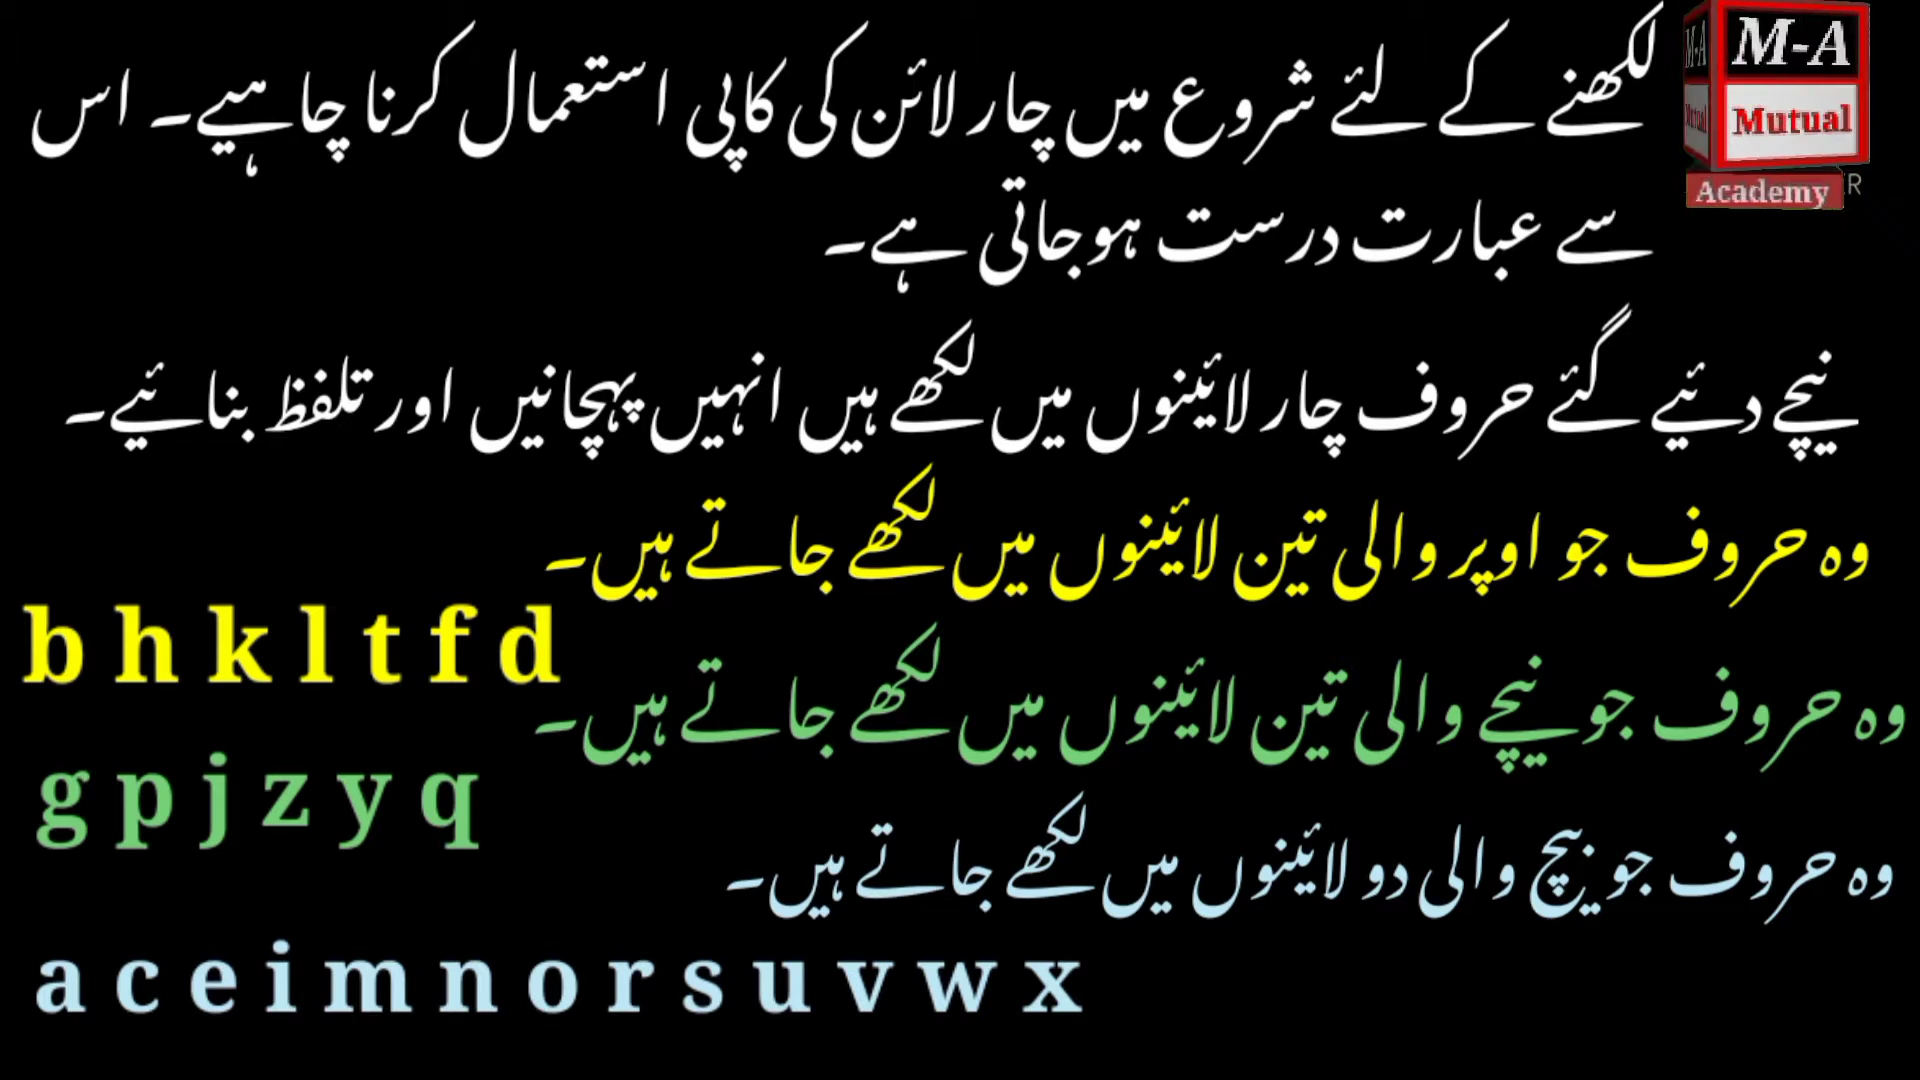 M-A
Mutual
Academy
لکھنے کے لئے شروع میں چار لائن کی کاپی استعمال کرنا چاہیے۔ اس
سے عبارت درست ہوجاتی ہے۔
نیچے دئیے گئے حروف چار لائینوں میں لکھے ہیں انہیں پہچانیں اور تلفظ بنائیے۔
وہ حروف جو اوپر والی تین لائینوں میں لکھے جاتے ہیں۔
b h k l t f d
وہ حروف جو نیچے والی تین لائینوں میں لکھے جاتے ہیں۔
g p j z y q
وہ حروف جو بیچ والی دو لائینوں میں لکھے جاتے ہیں۔
a c e i m n o r s u v w x